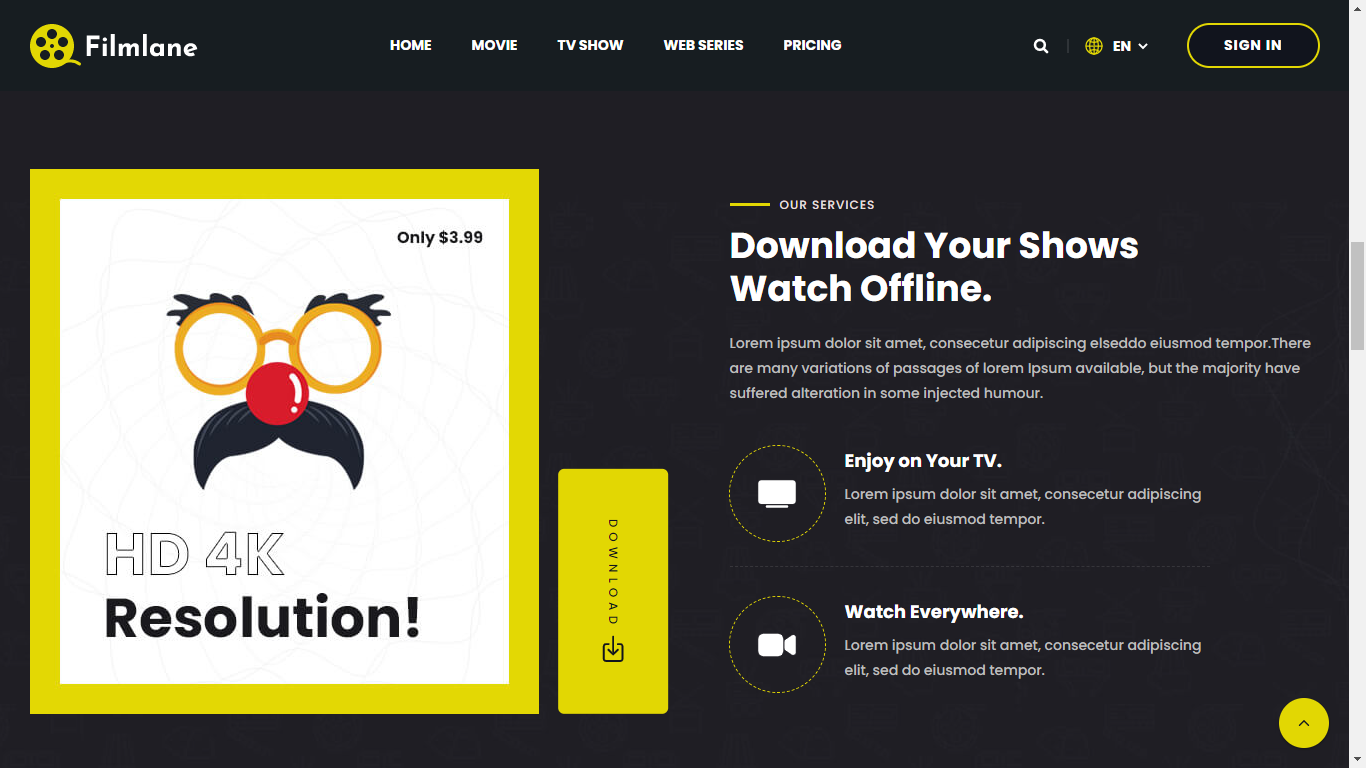 Filmlane
HOME
MOVIE
TV SHOW
WEB SERIES
PRICING
EN
SIGN IN
Only $3.99
HD 4K
Resolution!
DOWNLOAD
OUR SERVICES
Download Your Shows
Watch Offline.
Lorem ipsum dolor sit amet, consecetur adipiscing elseddo eiusmod tempor.There
are many variations of passages of lorem Ipsum available, but the majority have
suffered alteration in some injected humour.
Enjoy on Your TV.
Lorem ipsum dolor sit amet, consecetur adipiscing
elit, sed do eiusmod tempor.
Watch Everywhere.
Lorem ipsum dolor sit amet, consecetur adipiscing
elit, sed do eiusmod tempor.